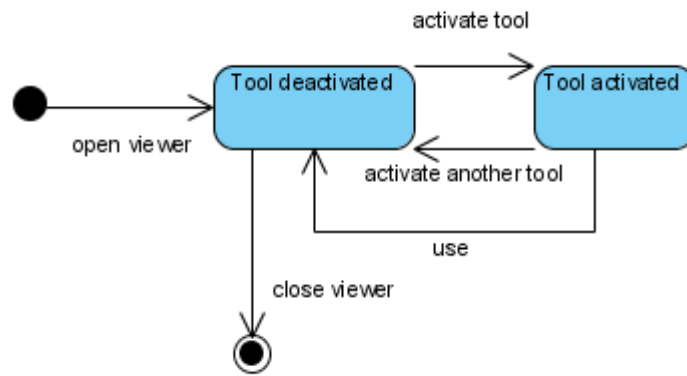 activate tool
Tool deactivated
Tool activated
open viewer
activate another tool
use
close viewer